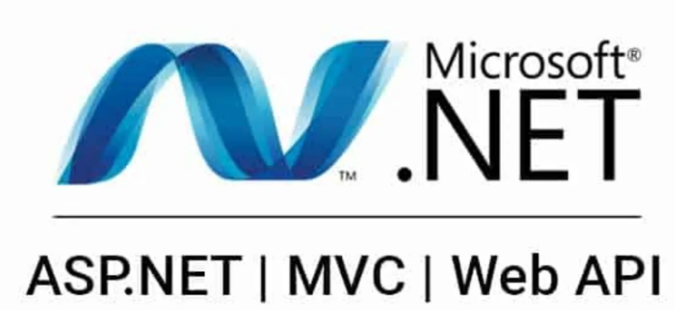 Microsoft®
.NET
™
ASP.NET | MVC | Web API